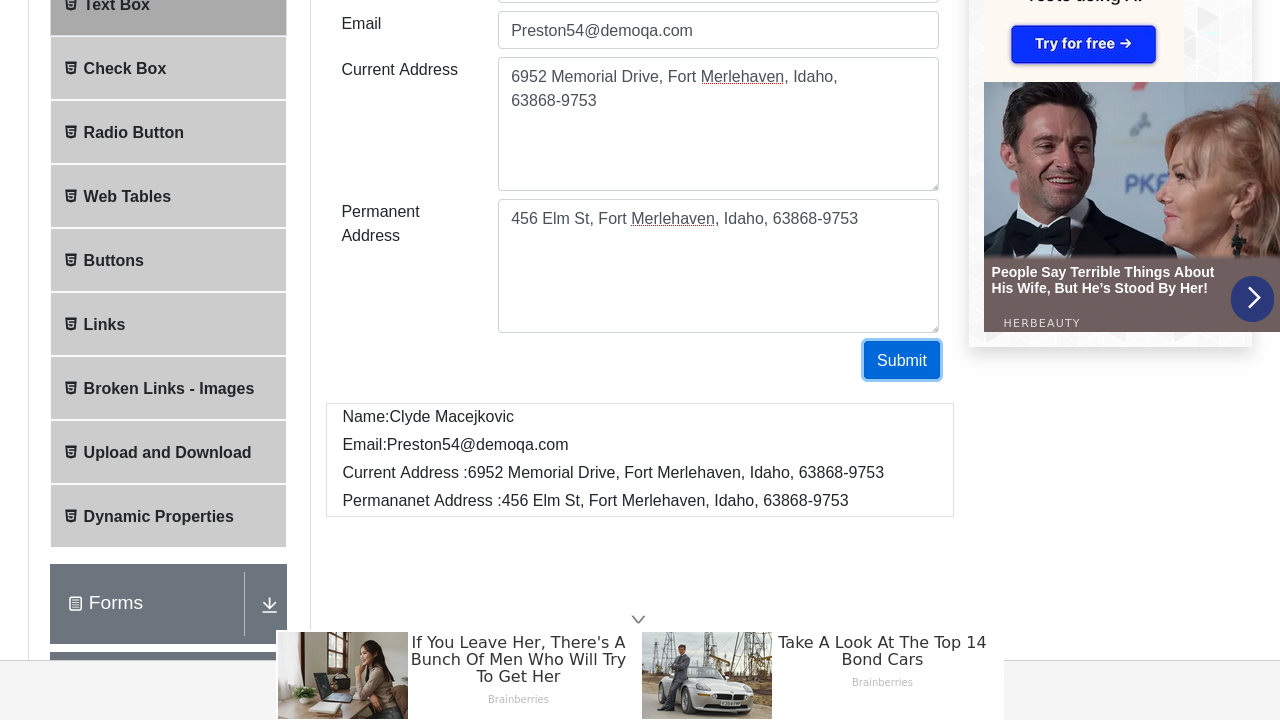 Text Box
Check Box
Radio Button
Web Tables
Buttons
Links
Broken Links - Images
Upload and Download
Dynamic Properties
Forms
Email
Preston54@demoqa.com
Current Address
6952 Memorial Drive, Fort Merlehaven, Idaho,
63868-9753
Permanent
Address
456 Elm St, Fort Merlehaven, Idaho, 63868-9753
Submit
Name:Clyde Macejkovic
Email:Preston54@demoqa.com
Current Address :6952 Memorial Drive, Fort Merlehaven, Idaho, 63868-9753
Permananet Address :456 Elm St, Fort Merlehaven, Idaho, 63868-9753
Try for free →
People Say Terrible Things About
His Wife, But He's Stood By Her!
HERBEAUTY
If You Leave Her, There's A
Bunch Of Men Who Will Try
To Get Her
Brainberries
Take A Look At The Top 14
Bond Cars
Brainberries